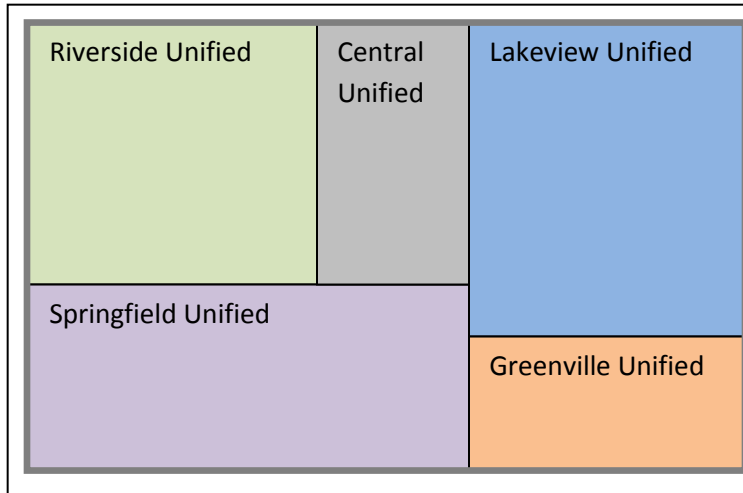 Riverside Unified
Central
Unified
Lakeview Unified
Springfield Unified
Greenville Unified